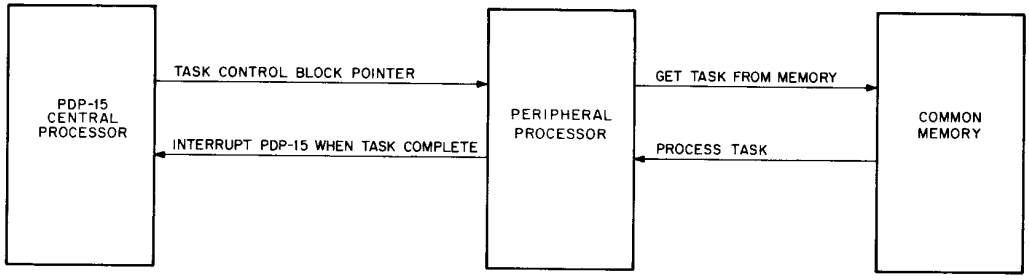 TASK CONTROL BLOCK POINTER
GET TASK FROM MEMORY
PDP-15
CENTRAL
PROCESSOR
PERIPHERAL
PROCESSOR
COMMON
MEMORY
INTERRUPT PDP-15 WHEN TASK COMPLETE
PROCESS TASK